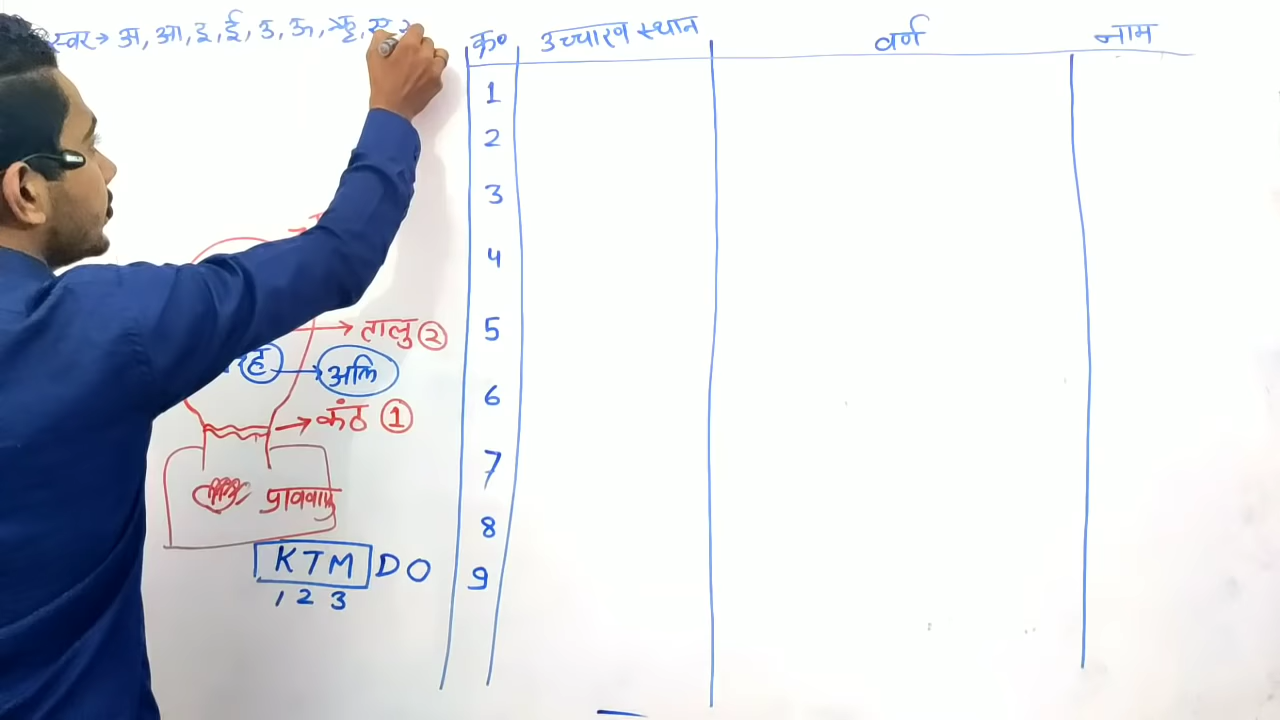 स्वर → अ, आ, इ, ई, उ, ऊ, ऋ, ए
क्र० उच्चारण स्थान वर्ण नाम
1
2
3
4
5
6
7
8
9
→ तालु ②
ह → अलि
→ कंठ ①
प्राणवायु
KTM DO
1 2 3